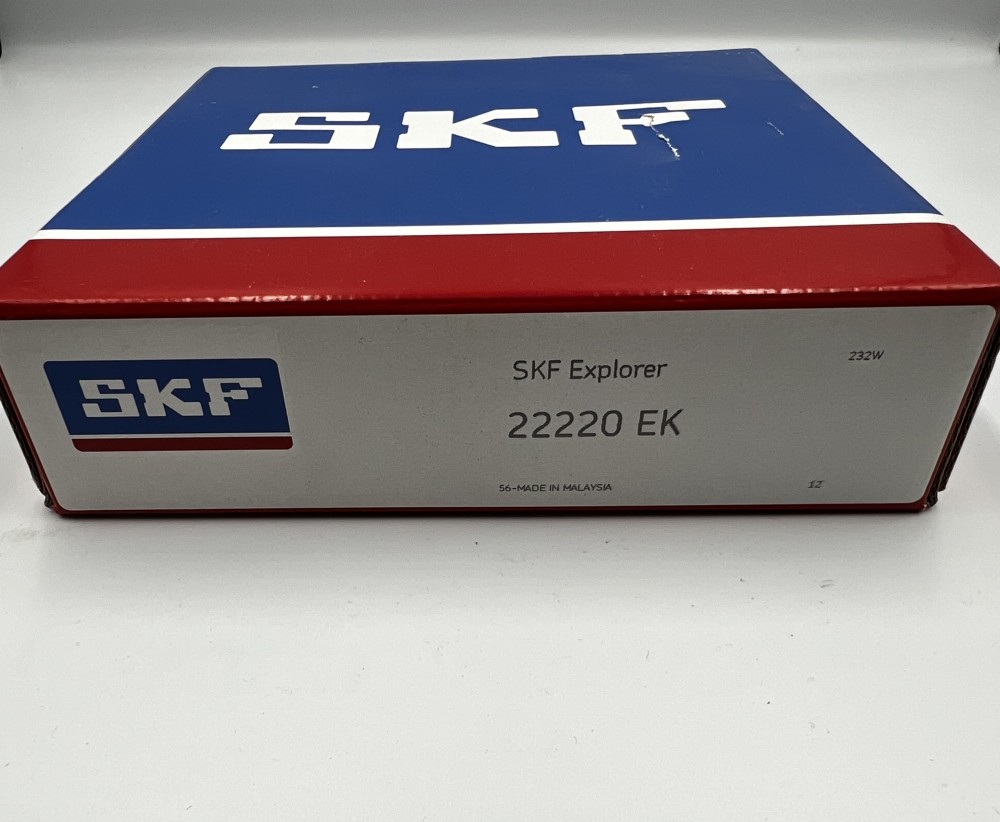 SKF
SKF
SKF Explorer
232W
22220 EK
56-MADE IN MALAYSIA
12